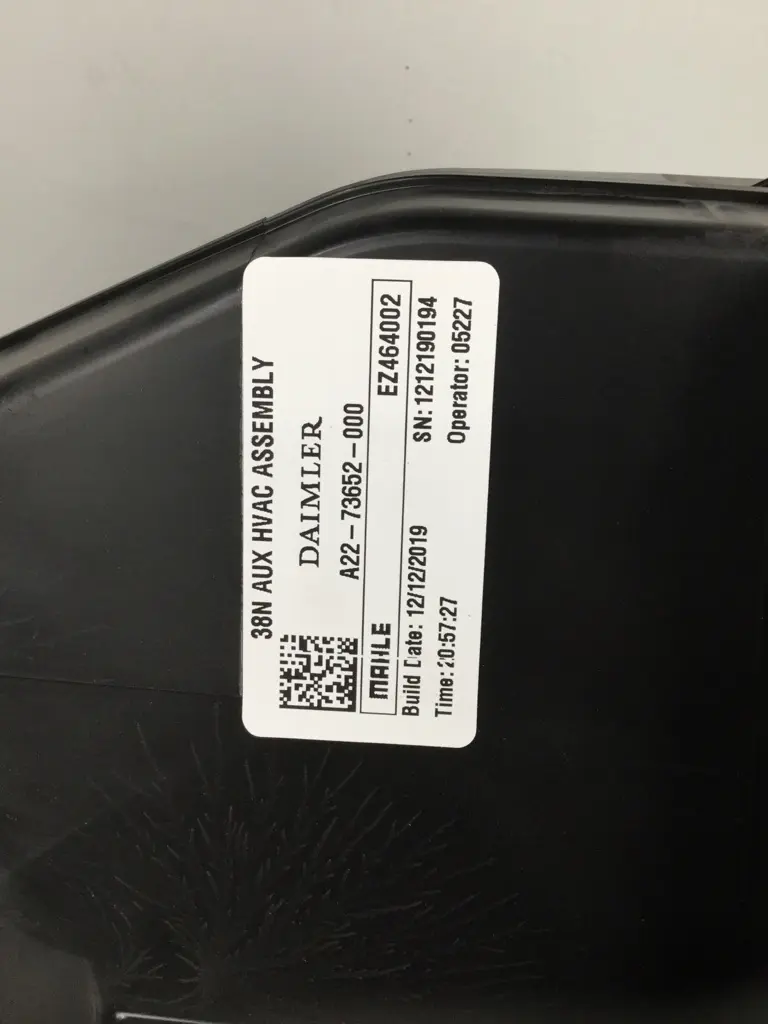 38N AUX HVAC ASSEMBLY
DAIMLER
A22-73652-000
MAHLE EZ464002
Build Date: 12/12/2019 SN:1212190194
Time: 20:57:27 Operator: 05227